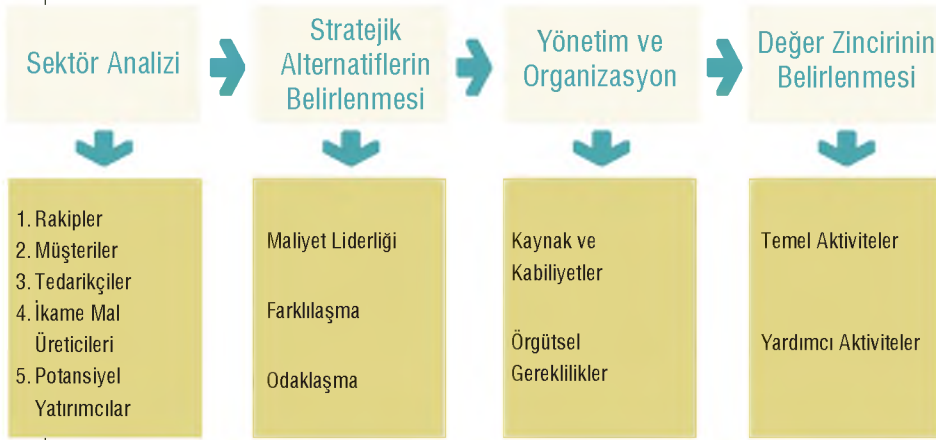 Sektör Analizi
Stratejik
Alternatiflerin
Belirlenmesi
Yönetim ve
Organizasyon
Değer Zincirinin
Belirlenmesi
1. Rakipler
2. Müşteriler
3. Tedarikçiler
4. İkame Mal
Üreticileri
5. Potansiyel
Yatırımcılar
Maliyet Liderliği
Farklılaşma
Odaklaşma
Kaynak ve
Kabiliyetler
Örgütsel
Gereklilikler
Temel Aktiviteler
Yardımcı Aktiviteler